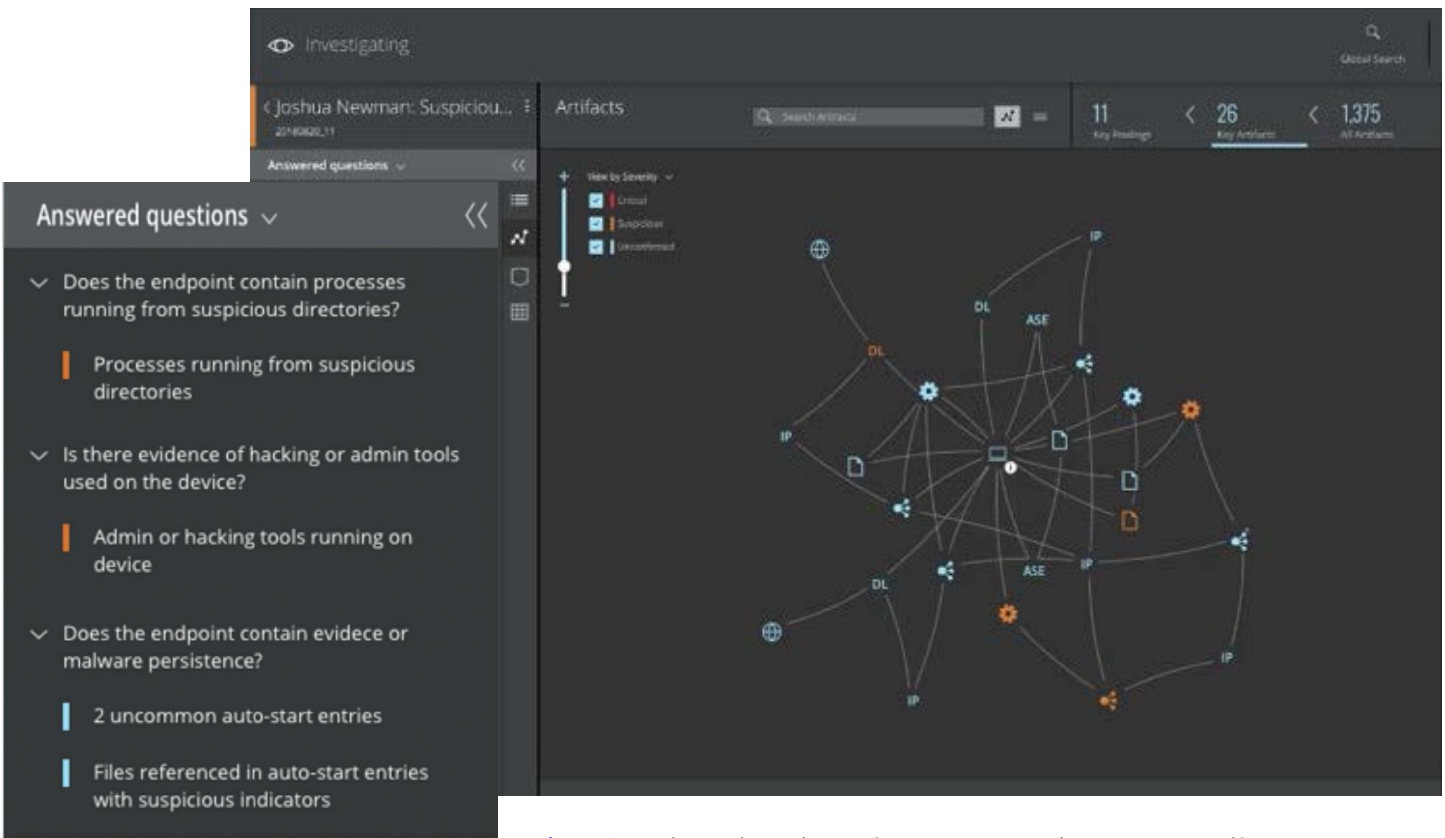 Investigating
Global Search
Joshua Newman: Suspiciou...
20180820_11
Artifacts
Search Artifacts
11
Key Findings
26
Key Artifacts
1,375
All Artifacts
Answered questions
View by Severity
Critical
Suspicious
Unconfirmed
Answered questions
Does the endpoint contain processes
running from suspicious directories?
Processes running from suspicious
directories
Is there evidence of hacking or admin tools
used on the device?
Admin or hacking tools running on
device
Does the endpoint contain evidece or
malware persistence?
2 uncommon auto-start entries
Files referenced in auto-start entries
with suspicious indicators
IP
DL
ASE
DL
IP
DL
ASE
IP
IP
IP